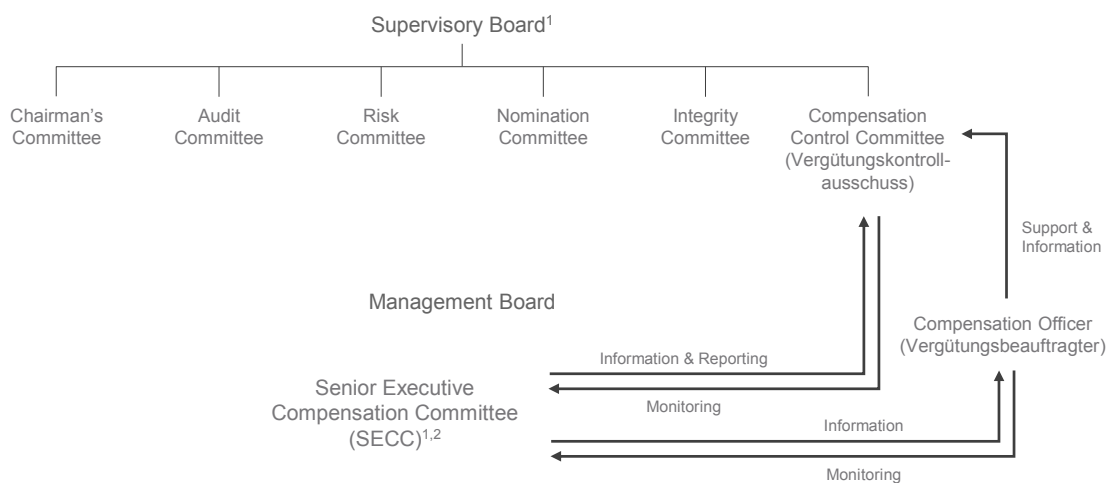 Supervisory Board¹
Chairman's
Committee
Audit
Committee
Risk
Committee
Nomination
Committee
Integrity
Committee
Compensation
Control Committee
(Vergütungskontroll-
ausschuss)
Support &
Information
Management Board
Compensation Officer
(Vergütungsbeauftragter)
Information & Reporting
Senior Executive
Compensation Committee
(SECC)¹,²
Monitoring
Information
Monitoring